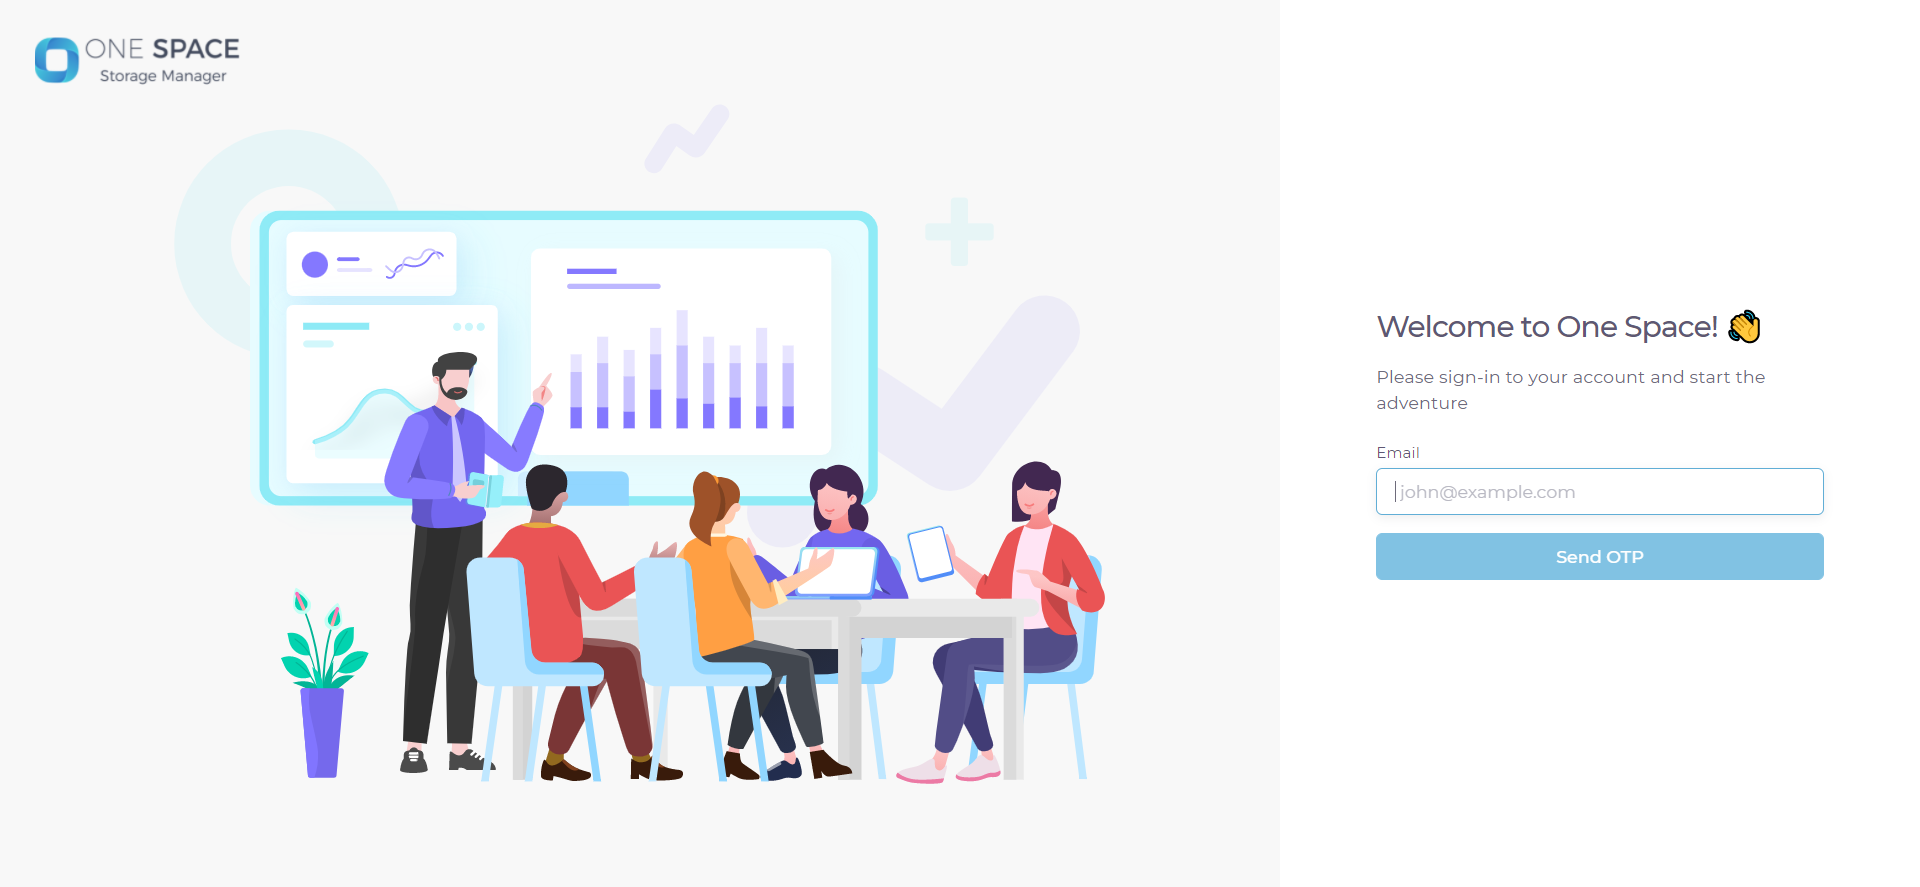 ONE SPACE
Storage Manager
Welcome to One Space! 👋
Please sign-in to your account and start the
adventure
Email
john@example.com
Send OTP